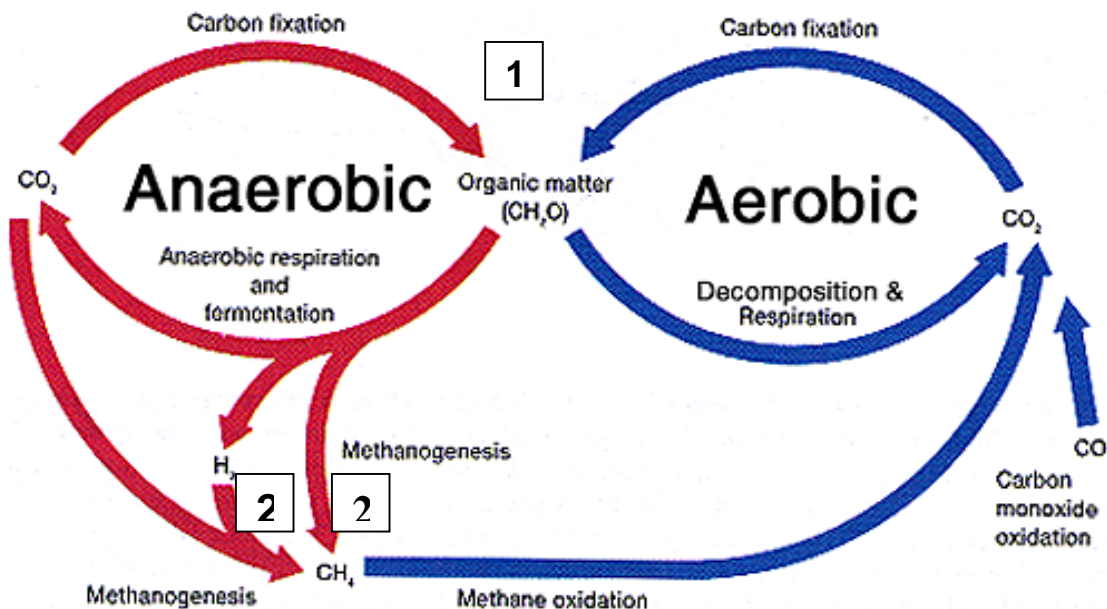 Carbon fixation
Carbon fixation
1
CO₂
Anaerobic
Organic matter
(CH₂O)
Aerobic
CO₂
Anaerobic respiration
and
fermentation
Decomposition &
Respiration
Methanogenesis
H₂
2
2
CO
Carbon
monoxide
oxidation
CH₄
Methanogenesis
Methane oxidation